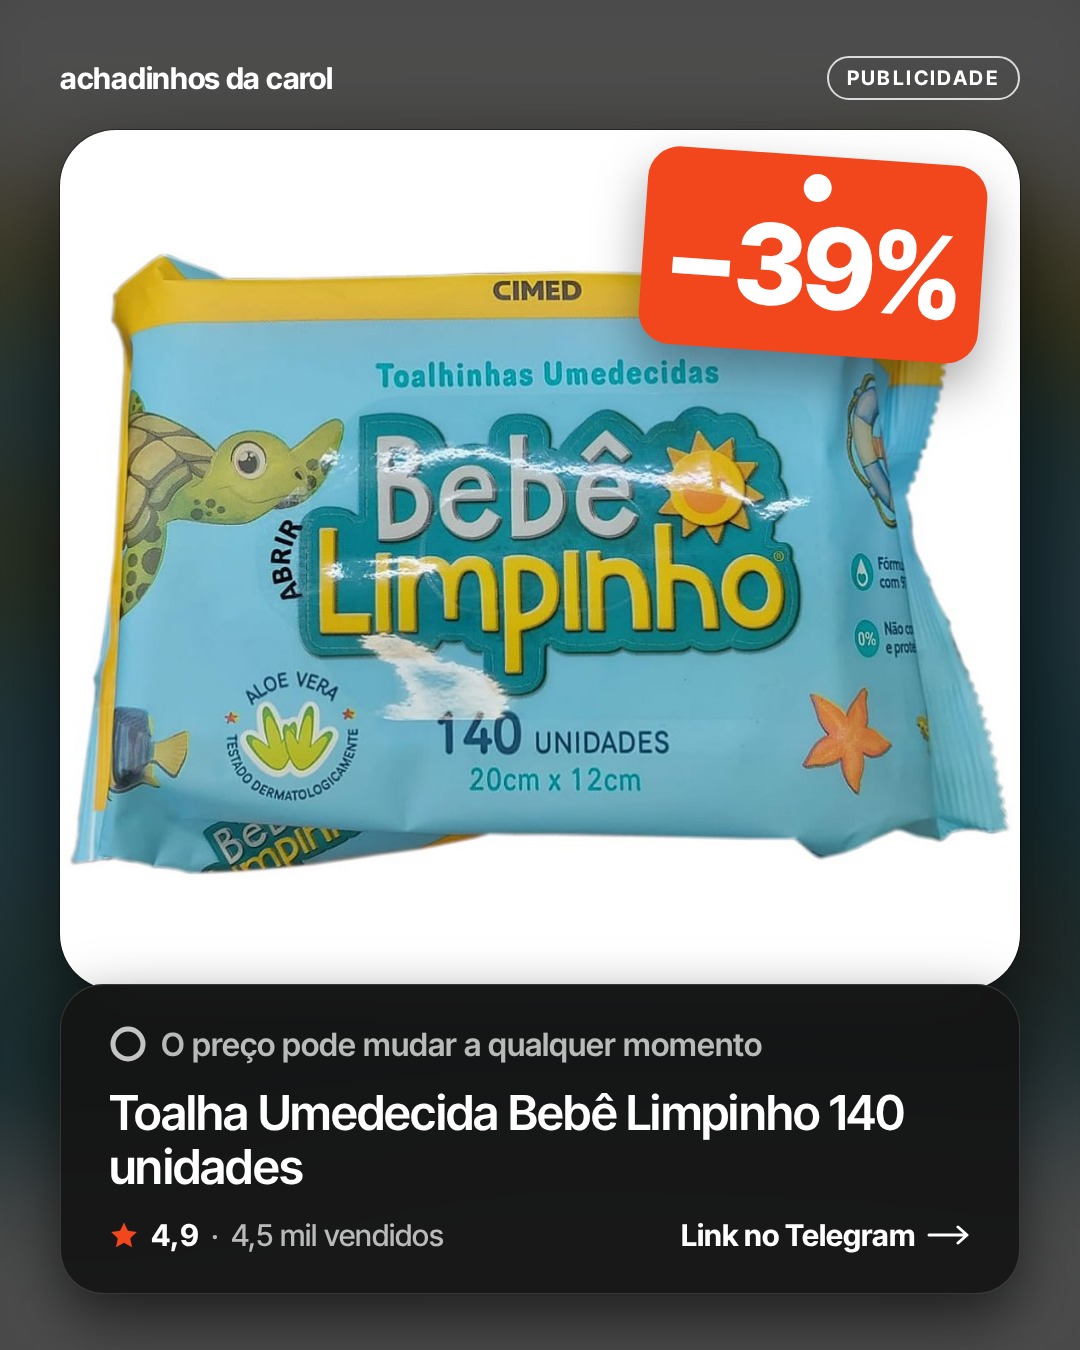 achadinhos da carol
PUBLICIDADE
−39%
CIMED
Toalhinhas Umedecidas
Bebê
Limpinho®
ABRIR
com
0%
Não
ALOE VERA
TESTADO DERMATOLOGICAMENTE
140 UNIDADES
20cm x 12cm
O preço pode mudar a qualquer momento
Toalha Umedecida Bebê Limpinho 140
unidades
4,9 · 4,5 mil vendidos
Link no Telegram